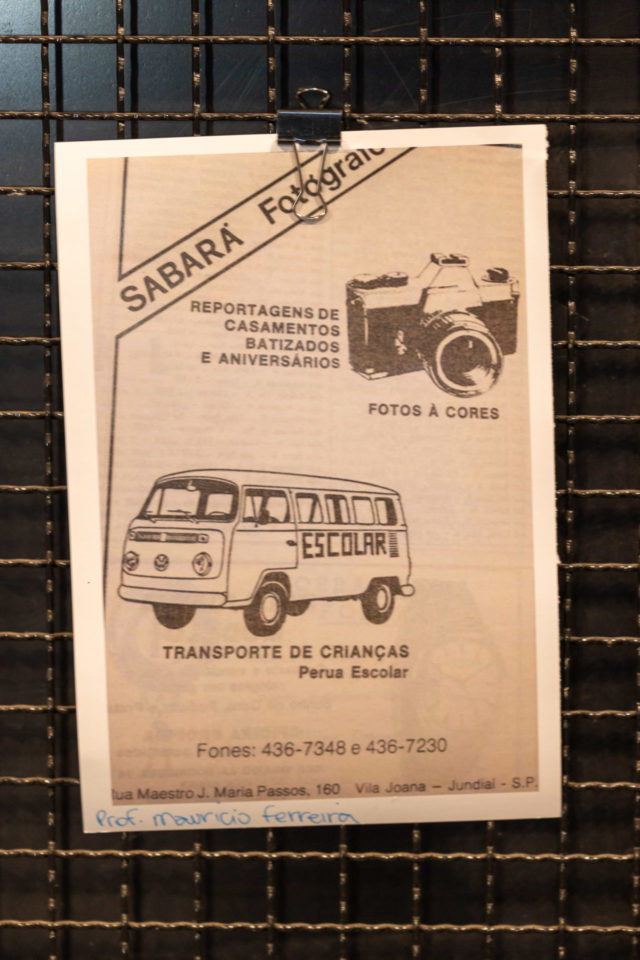 SABARÁ Fotógrafo
REPORTAGENS DE
CASAMENTOS
BATIZADOS
E ANIVERSÁRIOS
FOTOS À CORES
ESCOLAR
TRANSPORTE DE CRIANÇAS
Perua Escolar
Fones: 436-7348 e 436-7230
Rua Maestro J. Maria Passos, 160 Vila Joana – Jundiaí - S.P.
Prof. Mauricio Ferreira